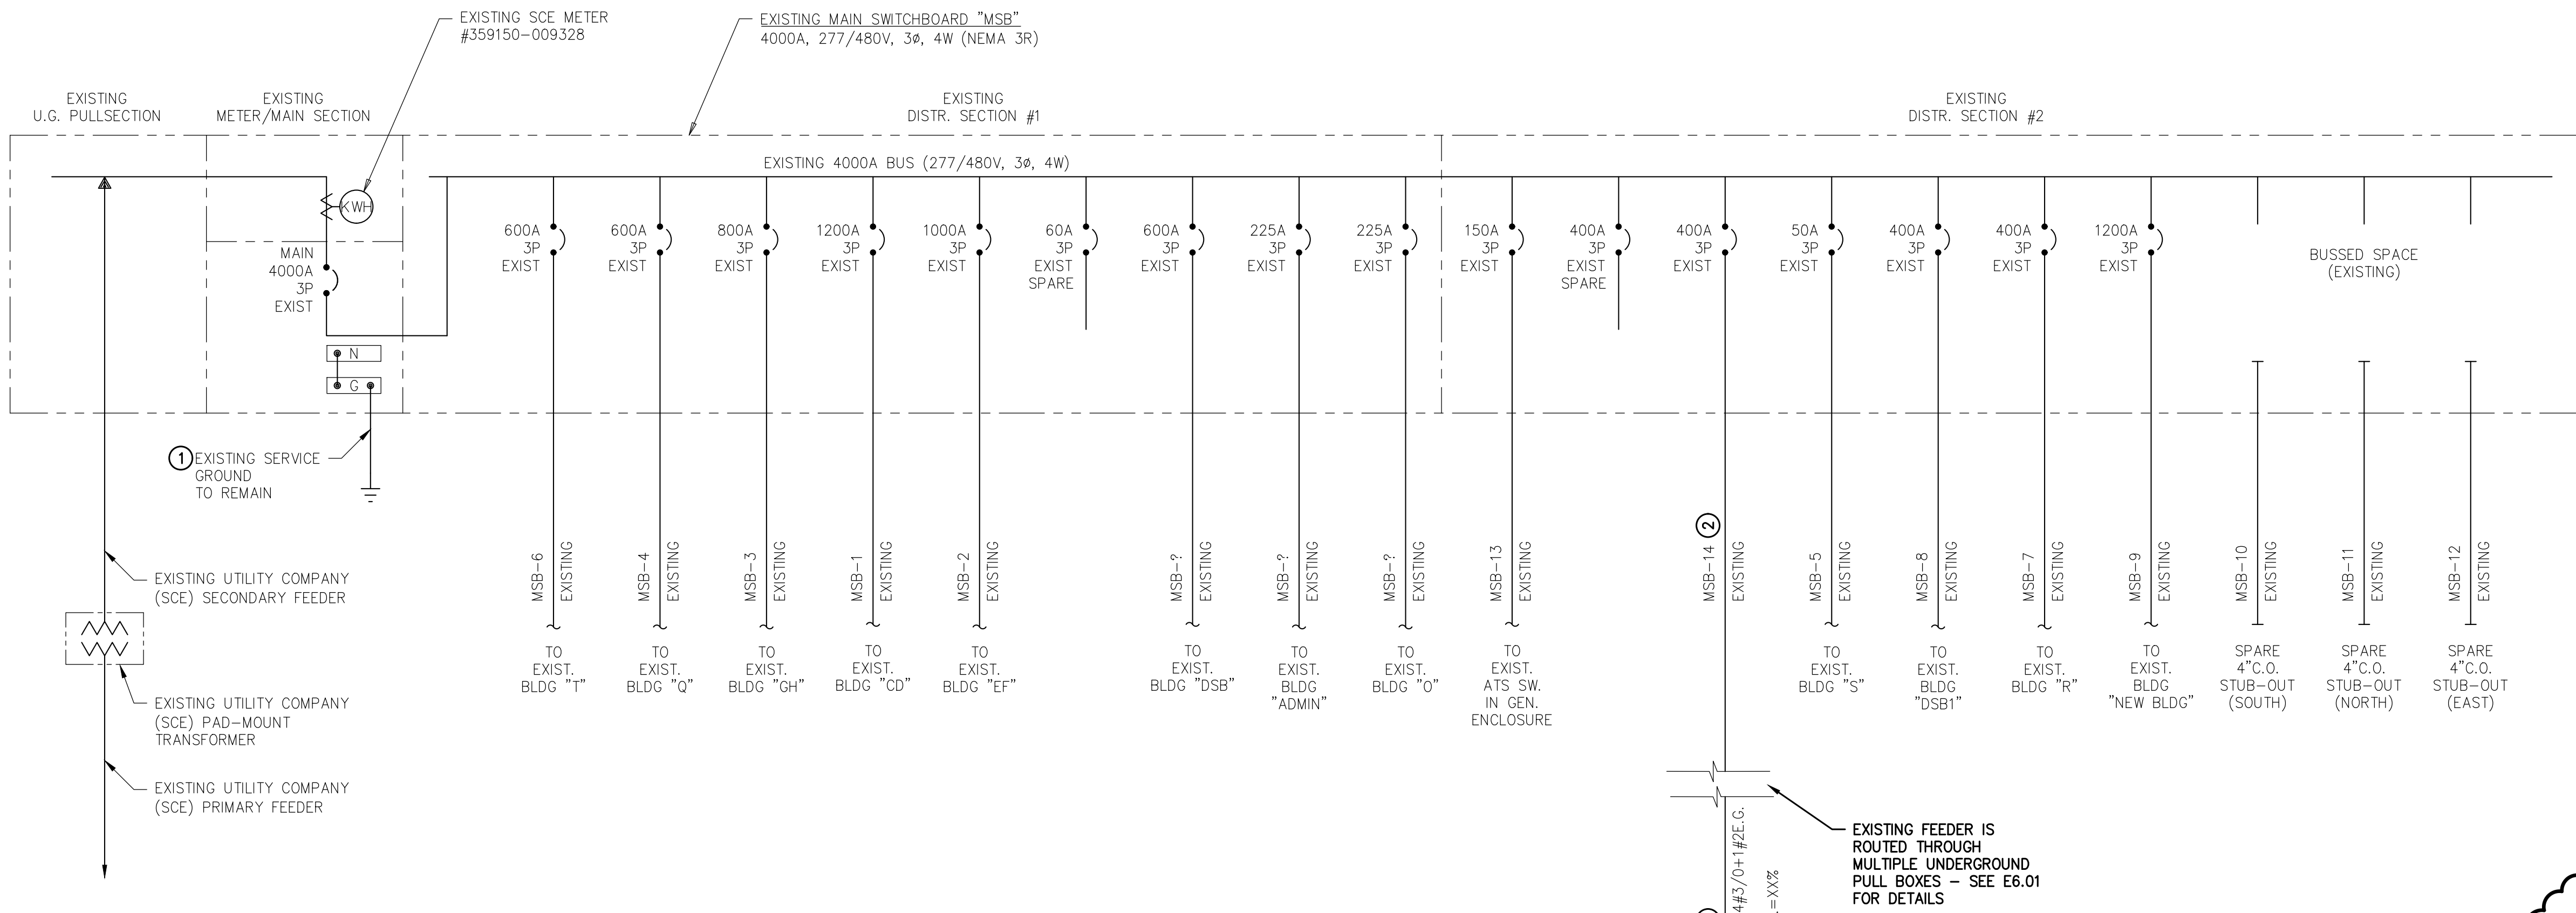 EXISTING SCE METER
#359150-009328
EXISTING MAIN SWITCHBOARD "MSB"
4000A, 277/480V, 3ø, 4W (NEMA 3R)
EXISTING
U.G. PULLSECTION
EXISTING
METER/MAIN SECTION
EXISTING
DISTR. SECTION #1
EXISTING
DISTR. SECTION #2
EXISTING 4000A BUS (277/480V, 3ø, 4W)
KWH
MAIN
4000A
3P
EXIST
N
G
1 EXISTING SERVICE
GROUND
TO REMAIN
EXISTING UTILITY COMPANY
(SCE) SECONDARY FEEDER
EXISTING UTILITY COMPANY
(SCE) PAD-MOUNT
TRANSFORMER
EXISTING UTILITY COMPANY
(SCE) PRIMARY FEEDER
600A
3P
EXIST
MSB-6
EXISTING
TO
EXIST.
BLDG "T"
600A
3P
EXIST
MSB-4
EXISTING
TO
EXIST.
BLDG "Q"
800A
3P
EXIST
MSB-3
EXISTING
TO
EXIST.
BLDG "GH"
1200A
3P
EXIST
MSB-1
EXISTING
TO
EXIST.
BLDG "CD"
1000A
3P
EXIST
MSB-2
EXISTING
TO
EXIST.
BLDG "EF"
60A
3P
EXIST
SPARE
600A
3P
EXIST
MSB-?
EXISTING
TO
EXIST.
BLDG "DSB"
225A
3P
EXIST
MSB-?
EXISTING
TO
EXIST.
BLDG
"ADMIN"
225A
3P
EXIST
MSB-?
EXISTING
TO
EXIST.
BLDG "O"
150A
3P
EXIST
MSB-13
EXISTING
TO
EXIST.
ATS SW.
IN GEN.
ENCLOSURE
400A
3P
EXIST
SPARE
400A
3P
EXIST
MSB-14 2
EXISTING
4#3/0+1#2E.G.
=XX%
EXISTING FEEDER IS
ROUTED THROUGH
MULTIPLE UNDERGROUND
PULL BOXES - SEE E6.01
FOR DETAILS
50A
3P
EXIST
MSB-5
EXISTING
TO
EXIST.
BLDG "S"
400A
3P
EXIST
MSB-8
EXISTING
TO
EXIST.
BLDG
"DSB1"
400A
3P
EXIST
MSB-7
EXISTING
TO
EXIST.
BLDG "R"
1200A
3P
EXIST
MSB-9
EXISTING
TO
EXIST.
BLDG
"NEW BLDG"
BUSSED SPACE
(EXISTING)
MSB-10
EXISTING
SPARE
4"C.O.
STUB-OUT
(SOUTH)
MSB-11
EXISTING
SPARE
4"C.O.
STUB-OUT
(NORTH)
MSB-12
EXISTING
SPARE
4"C.O.
STUB-OUT
(EAST)